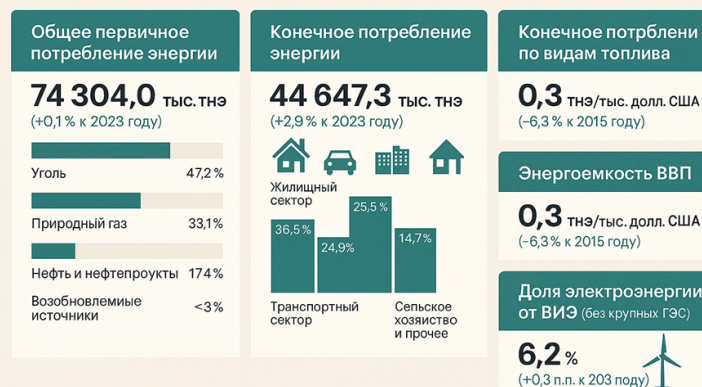 Общее первичное
потребление энергии
74 304,0 тыс. тнэ
(+0,1 % к 2023 году)
Уголь 47,2 %
Природный газ 33,1%
Нефть и нефтепроукты 174%
Возобновлемиые
источники <3%
Конечное потребление
энергии
44 647,3 тыс. тнэ
(+2,9 % к 2023 году)
Жилищный
сектор
36,5 %
24,9%
25,5 %
14,7%
Транспортный
сектор
Сельское
хозяиство
и прочее
Конечное потрблени
по видам топлива
0,3 тнэ/тыс. долл. США
(−6,3 % к 2015 году)
Энергоемкость ВВП
0,3 тнэ/тыс. долл. США
(−6,3% к 2015 году)
Доля электроэнергии
от ВИЭ (без крупных ГЭС)
6,2 %
(+0,3 п.п. к 203 поду)